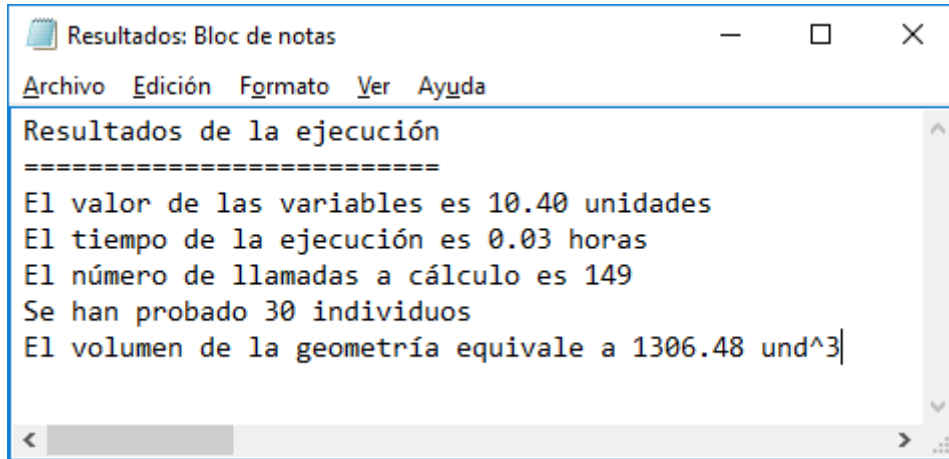 Resultados: Bloc de notas
Archivo Edición Formato Ver Ayuda
Resultados de la ejecución
==========================
El valor de las variables es 10.40 unidades
El tiempo de la ejecución es 0.03 horas
El número de llamadas a cálculo es 149
Se han probado 30 individuos
El volumen de la geometría equivale a 1306.48 und^3